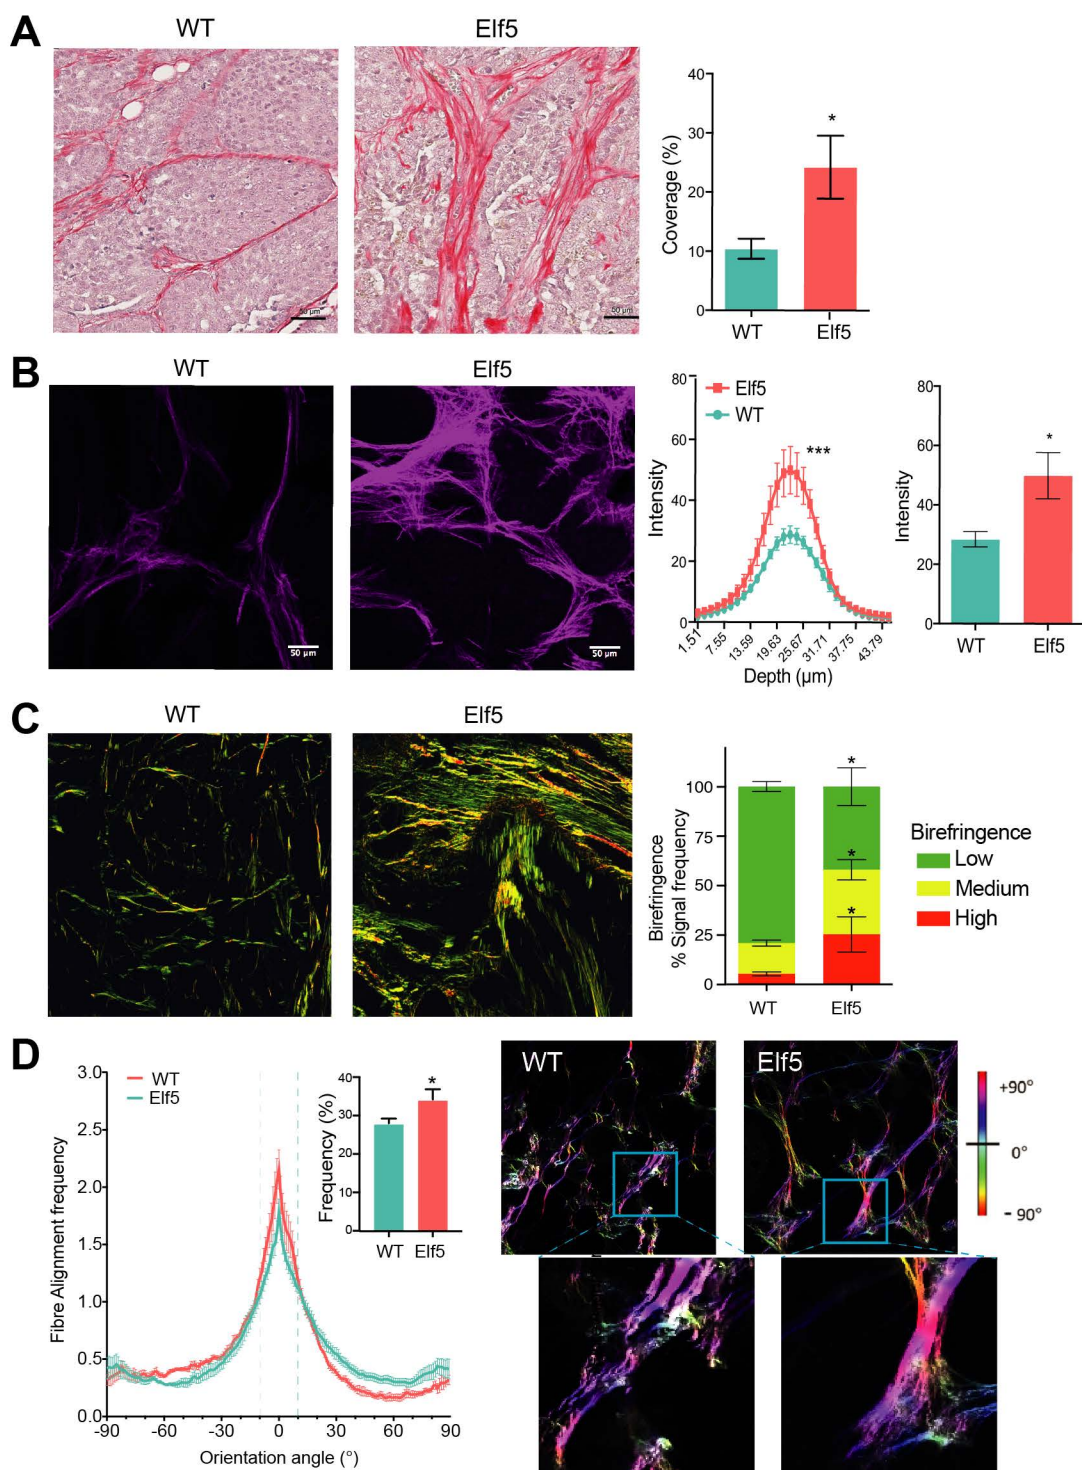 A
WT
Elf5
50 µm
50 µm
Coverage (%)
40
30
20
10
0
*
WT
Elf5
B
WT
Elf5
50 µm
50 µm
Intensity
80
60
40
20
0
Elf5
WT
***
1.51
7.55
13.59
19.63
25.67
31.71
37.75
43.79
Depth (µm)
Intensity
80
60
40
20
0
*
WT
Elf5
C
WT
Elf5
Birefringence
% Signal frequency
100
75
50
25
0
*
*
*
WT
Elf5
Birefringence
Low
Medium
High
D
Fibre Alignment frequency
3.0
2.5
2.0
1.5
1.0
0.5
0.0
WT
Elf5
-90
-60
-30
0
30
60
90
Orientation angle (°)
Frequency (%)
40
30
20
10
0
*
WT
Elf5
WT
Elf5
+90°
0°
-90°